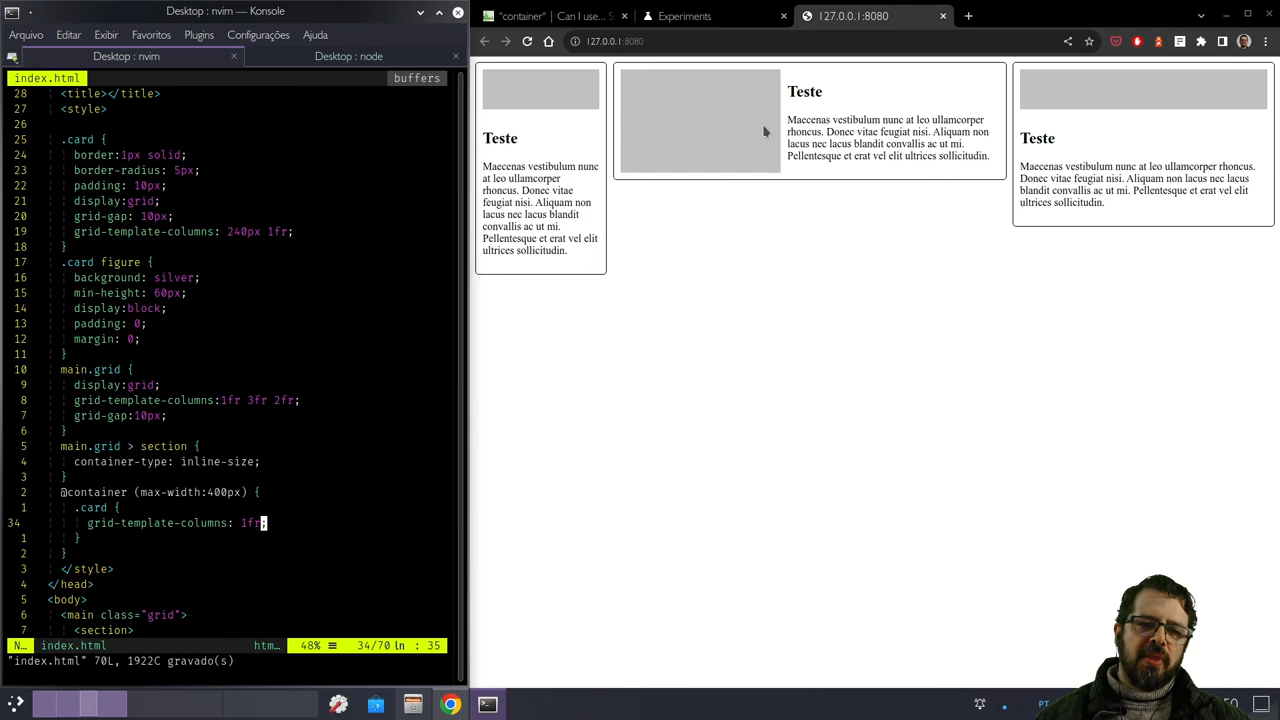 Desktop : nvim — Konsole
Arquivo Editar Exibir Favoritos Plugins Configurações Ajuda
Desktop : nvim
Desktop : node
index.html
buffers
28 <title></title>
27 <style>
26
25 .card {
24 border:1px solid;
23 border-radius: 5px;
22 padding: 10px;
21 display:grid;
20 grid-gap: 10px;
19 grid-template-columns: 240px 1fr;
18 }
17 .card figure {
16 background: silver;
15 min-height: 60px;
14 display:block;
13 padding: 0;
12 margin: 0;
11 }
10 main.grid {
9 display:grid;
8 grid-template-columns:1fr 3fr 2fr;
7 grid-gap:10px;
6 }
5 main.grid > section {
4 container-type: inline-size;
3 }
2 @container (max-width:400px) {
1 .card {
34 grid-template-columns: 1fr;
1 }
2 }
3 </style>
4 </head>
5 <body>
6 <main class="grid">
7 <section>
N… index.html htm… 48% ☰ 34/70 ln : 35
"index.html" 70L, 1922C gravado(s)
"container" | Can I use... S
Experiments
127.0.0.1:8080
127.0.0.1:8080
Teste
Maecenas vestibulum nunc
at leo ullamcorper
rhoncus. Donec vitae
feugiat nisi. Aliquam non
lacus nec lacus blandit
convallis ac ut mi.
Pellentesque et erat vel elit
ultrices sollicitudin.
Teste
Maecenas vestibulum nunc at leo ullamcorper
rhoncus. Donec vitae feugiat nisi. Aliquam non
lacus nec lacus blandit convallis ac ut mi.
Pellentesque et erat vel elit ultrices sollicitudin.
Teste
Maecenas vestibulum nunc at leo ullamcorper rhoncus.
Donec vitae feugiat nisi. Aliquam non lacus nec lacus
blandit convallis ac ut mi. Pellentesque et erat vel elit
ultrices sollicitudin.